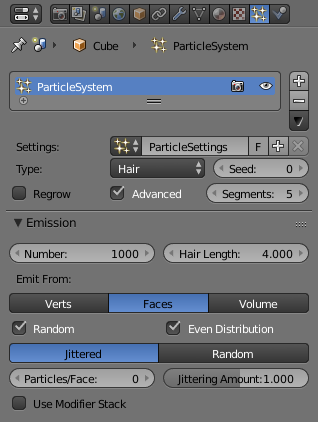 Cube ParticleSystem
ParticleSystem
Settings: ParticleSettings F
Type: Hair Seed: 0
Regrow Advanced Segments: 5
Emission
Number: 1000 Hair Length: 4.000
Emit From:
Verts Faces Volume
Random Even Distribution
Jittered Random
Particles/Face: 0 Jittering Amount:1.000
Use Modifier Stack